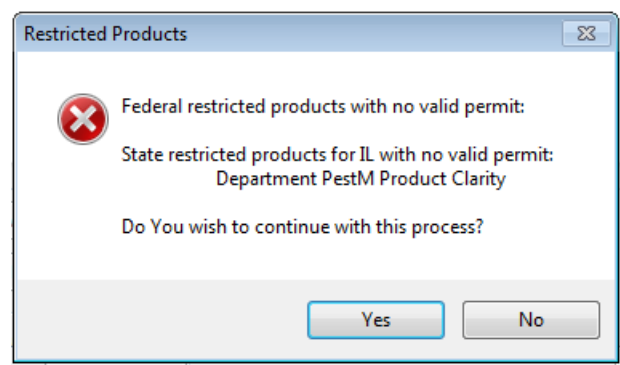 Restricted Products
Federal restricted products with no valid permit:
State restricted products for IL with no valid permit:
Department PestM Product Clarity
Do You wish to continue with this process?
Yes No